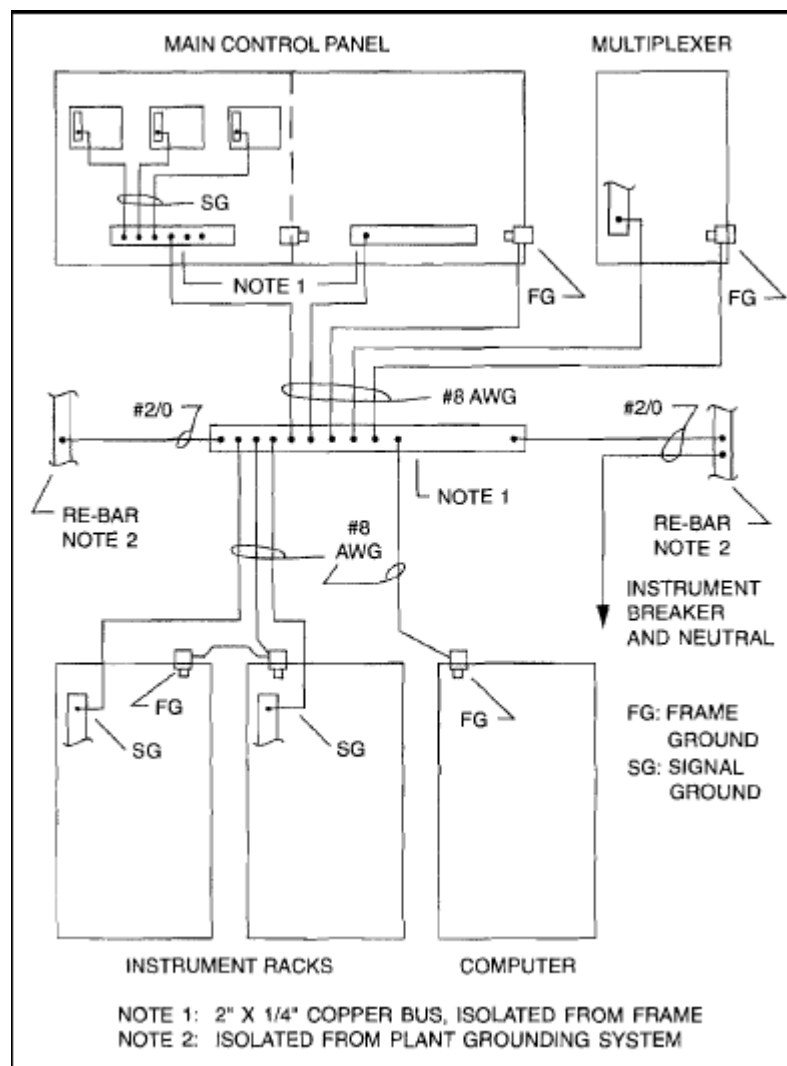 MAIN CONTROL PANEL
MULTIPLEXER
SG
NOTE 1
FG
FG
#8 AWG
#2/0
#2/0
NOTE 1
RE-BAR
NOTE 2
#8
AWG
RE-BAR
NOTE 2
INSTRUMENT
BREAKER
AND NEUTRAL
FG
SG
SG
FG
FG: FRAME
GROUND
SG: SIGNAL
GROUND
INSTRUMENT RACKS
COMPUTER
NOTE 1: 2" X 1/4" COPPER BUS, ISOLATED FROM FRAME
NOTE 2: ISOLATED FROM PLANT GROUNDING SYSTEM